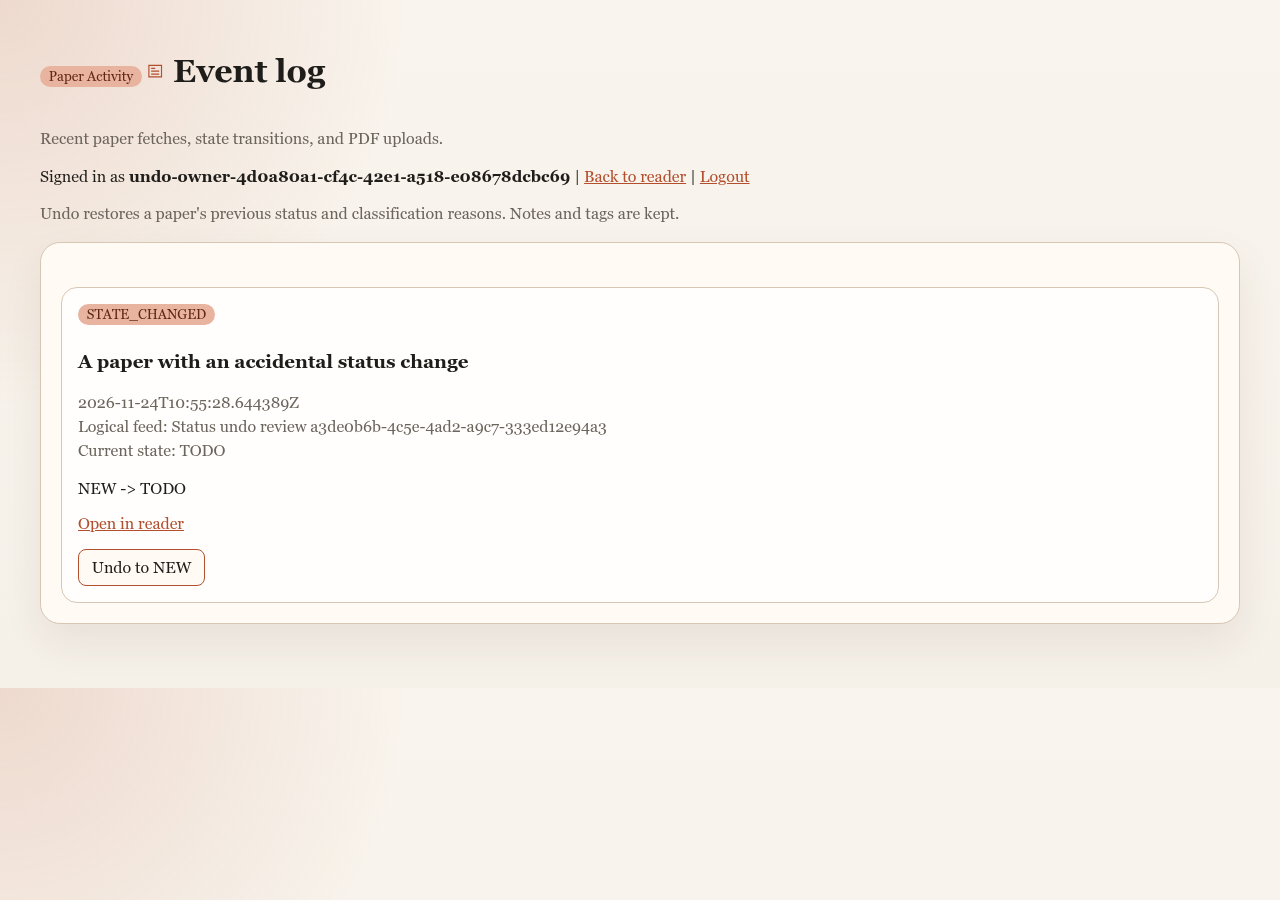 Paper Activity Event log
Recent paper fetches, state transitions, and PDF uploads.
Signed in as undo-owner-4d0a80a1-cf4c-42e1-a518-e08678dcbc69 | Back to reader | Logout
Undo restores a paper's previous status and classification reasons. Notes and tags are kept.
STATE_CHANGED
A paper with an accidental status change
2026-11-24T10:55:28.644389Z
Logical feed: Status undo review a3de0b6b-4c5e-4ad2-a9c7-333ed12e94a3
Current state: TODO
NEW -> TODO
Open in reader
Undo to NEW